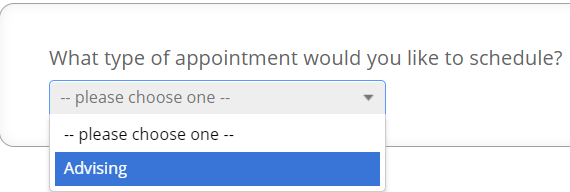 What type of appointment would you like to schedule?
-- please choose one --
-- please choose one --
Advising